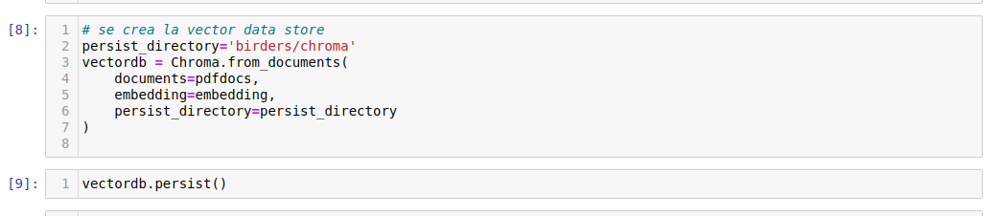 [8]:
1 # se crea la vector data store
2 persist_directory='birders/chroma'
3 vectordb = Chroma.from_documents(
4     documents=pdfdocs,
5     embedding=embedding,
6     persist_directory=persist_directory
7 )
8
[9]:
1 vectordb.persist()